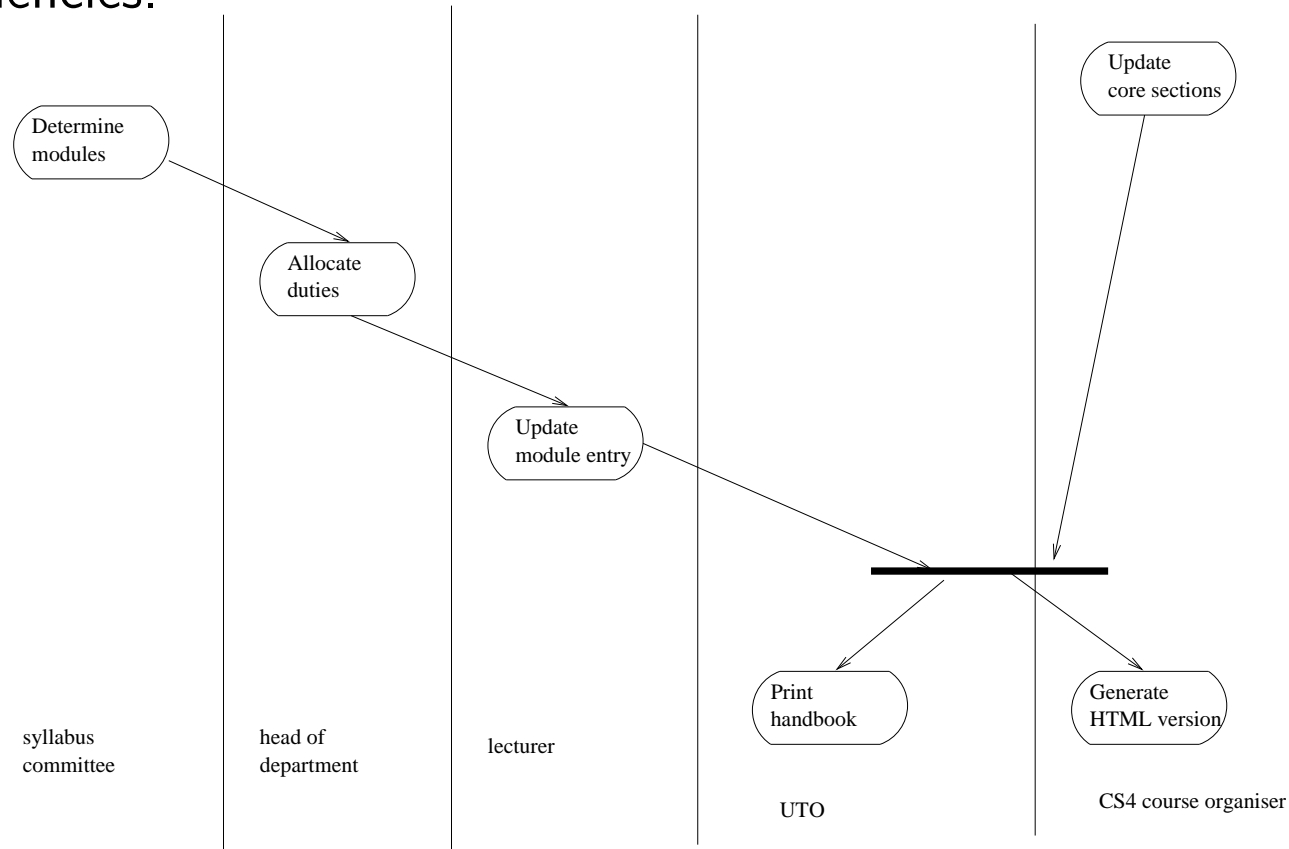 Update
core sections
Determine
modules
Allocate
duties
Update
module entry
Print
handbook
Generate
HTML version
syllabus
committee
head of
department
lecturer
UTO
CS4 course organiser